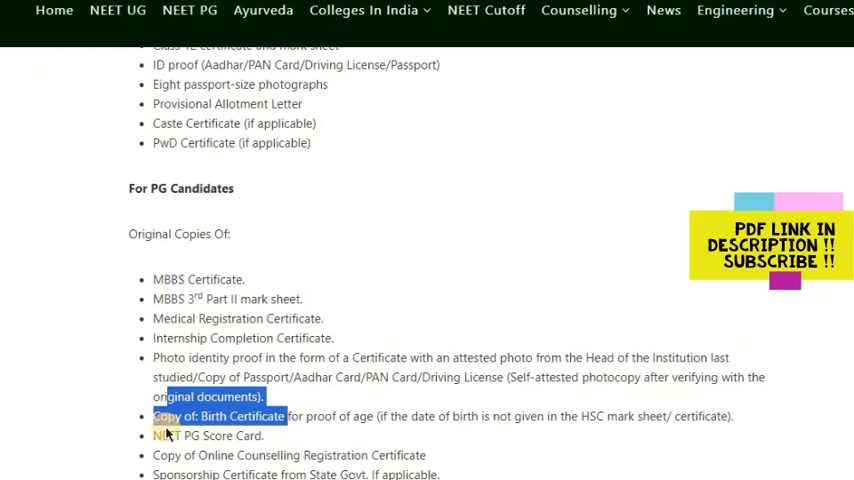 Home NEET UG NEET PG Ayurveda Colleges In India NEET Cutoff Counselling News Engineering Courses
Class 12 certificate and mark sheet
ID proof (Aadhar/PAN Card/Driving License/Passport)
Eight passport-size photographs
Provisional Allotment Letter
Caste Certificate (if applicable)
PwD Certificate (if applicable)
For PG Candidates
Original Copies Of:
MBBS Certificate.
MBBS 3rd Part II mark sheet.
Medical Registration Certificate.
Internship Completion Certificate.
Photo identity proof in the form of a Certificate with an attested photo from the Head of the Institution last
studied/Copy of Passport/Aadhar Card/PAN Card/Driving License (Self-attested photocopy after verifying with the
original documents).
Copy of: Birth Certificate for proof of age (if the date of birth is not given in the HSC mark sheet/ certificate).
NEET PG Score Card.
Copy of Online Counselling Registration Certificate
Sponsorship Certificate from State Govt. If applicable.
PDF LINK IN
DESCRIPTION !!
SUBSCRIBE !!